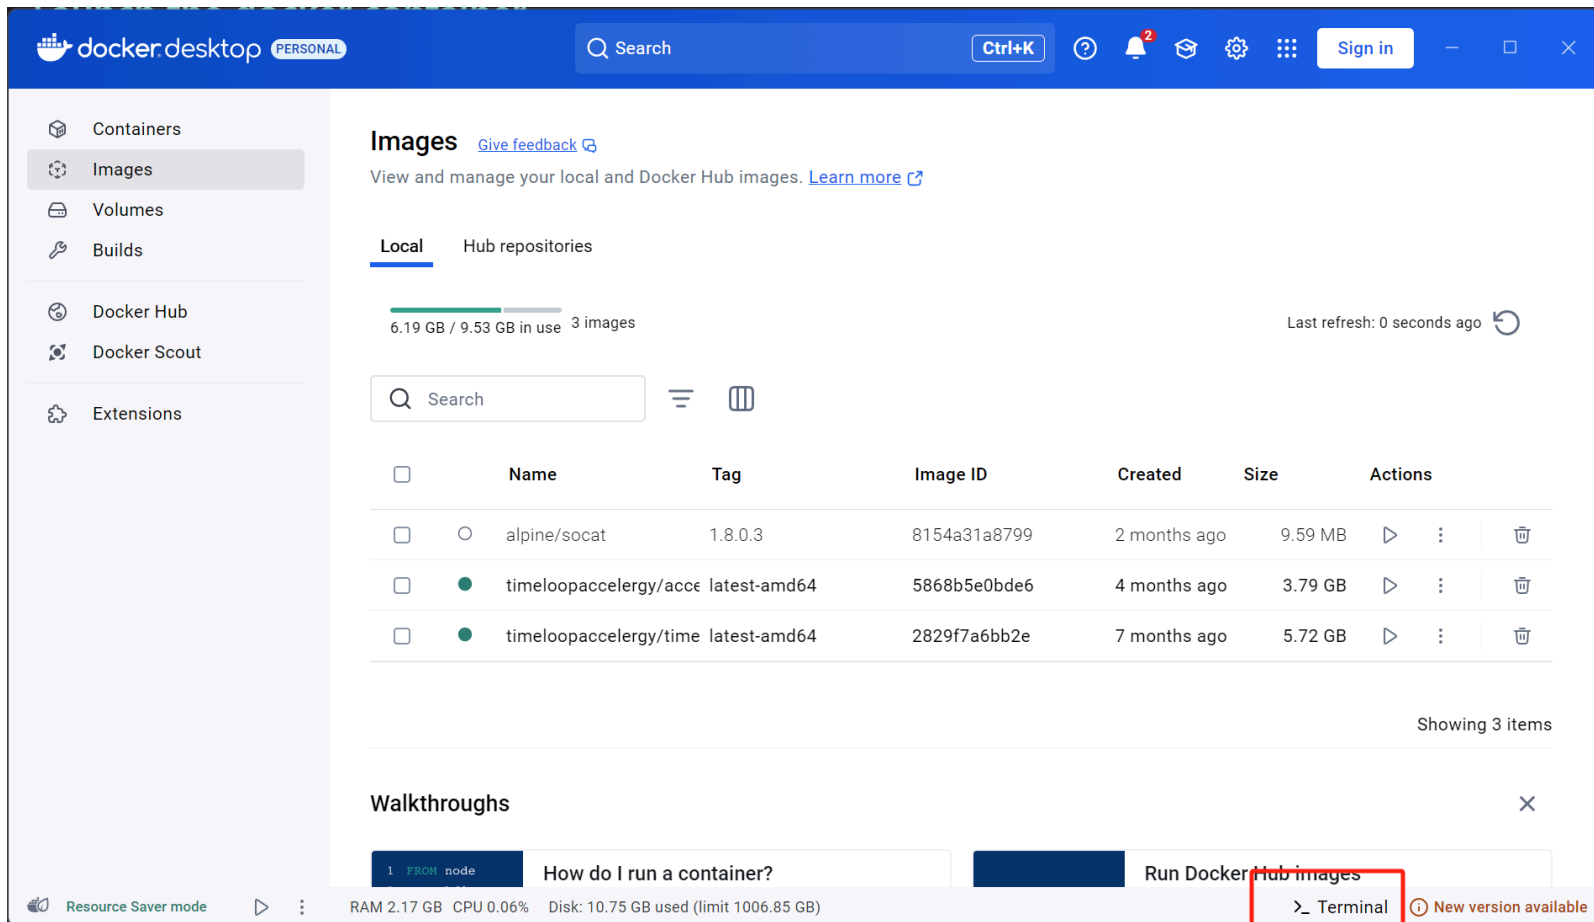 docker.desktop PERSONAL Search Ctrl+K 2 Sign in
Containers
Images
Volumes
Builds
Docker Hub
Docker Scout
Extensions
Images Give feedback
View and manage your local and Docker Hub images. Learn more
Local Hub repositories
6.19 GB / 9.53 GB in use 3 images Last refresh: 0 seconds ago
Search
Name Tag Image ID Created Size Actions
alpine/socat 1.8.0.3 8154a31a8799 2 months ago 9.59 MB
timeloopaccelergy/acce latest-amd64 5868b5e0bde6 4 months ago 3.79 GB
timeloopaccelergy/time latest-amd64 2829f7a6bb2e 7 months ago 5.72 GB
Showing 3 items
Walkthroughs
1 FROM node
How do I run a container?
Run Docker Hub images
Resource Saver mode RAM 2.17 GB CPU 0.06% Disk: 10.75 GB used (limit 1006.85 GB) >_ Terminal New version available